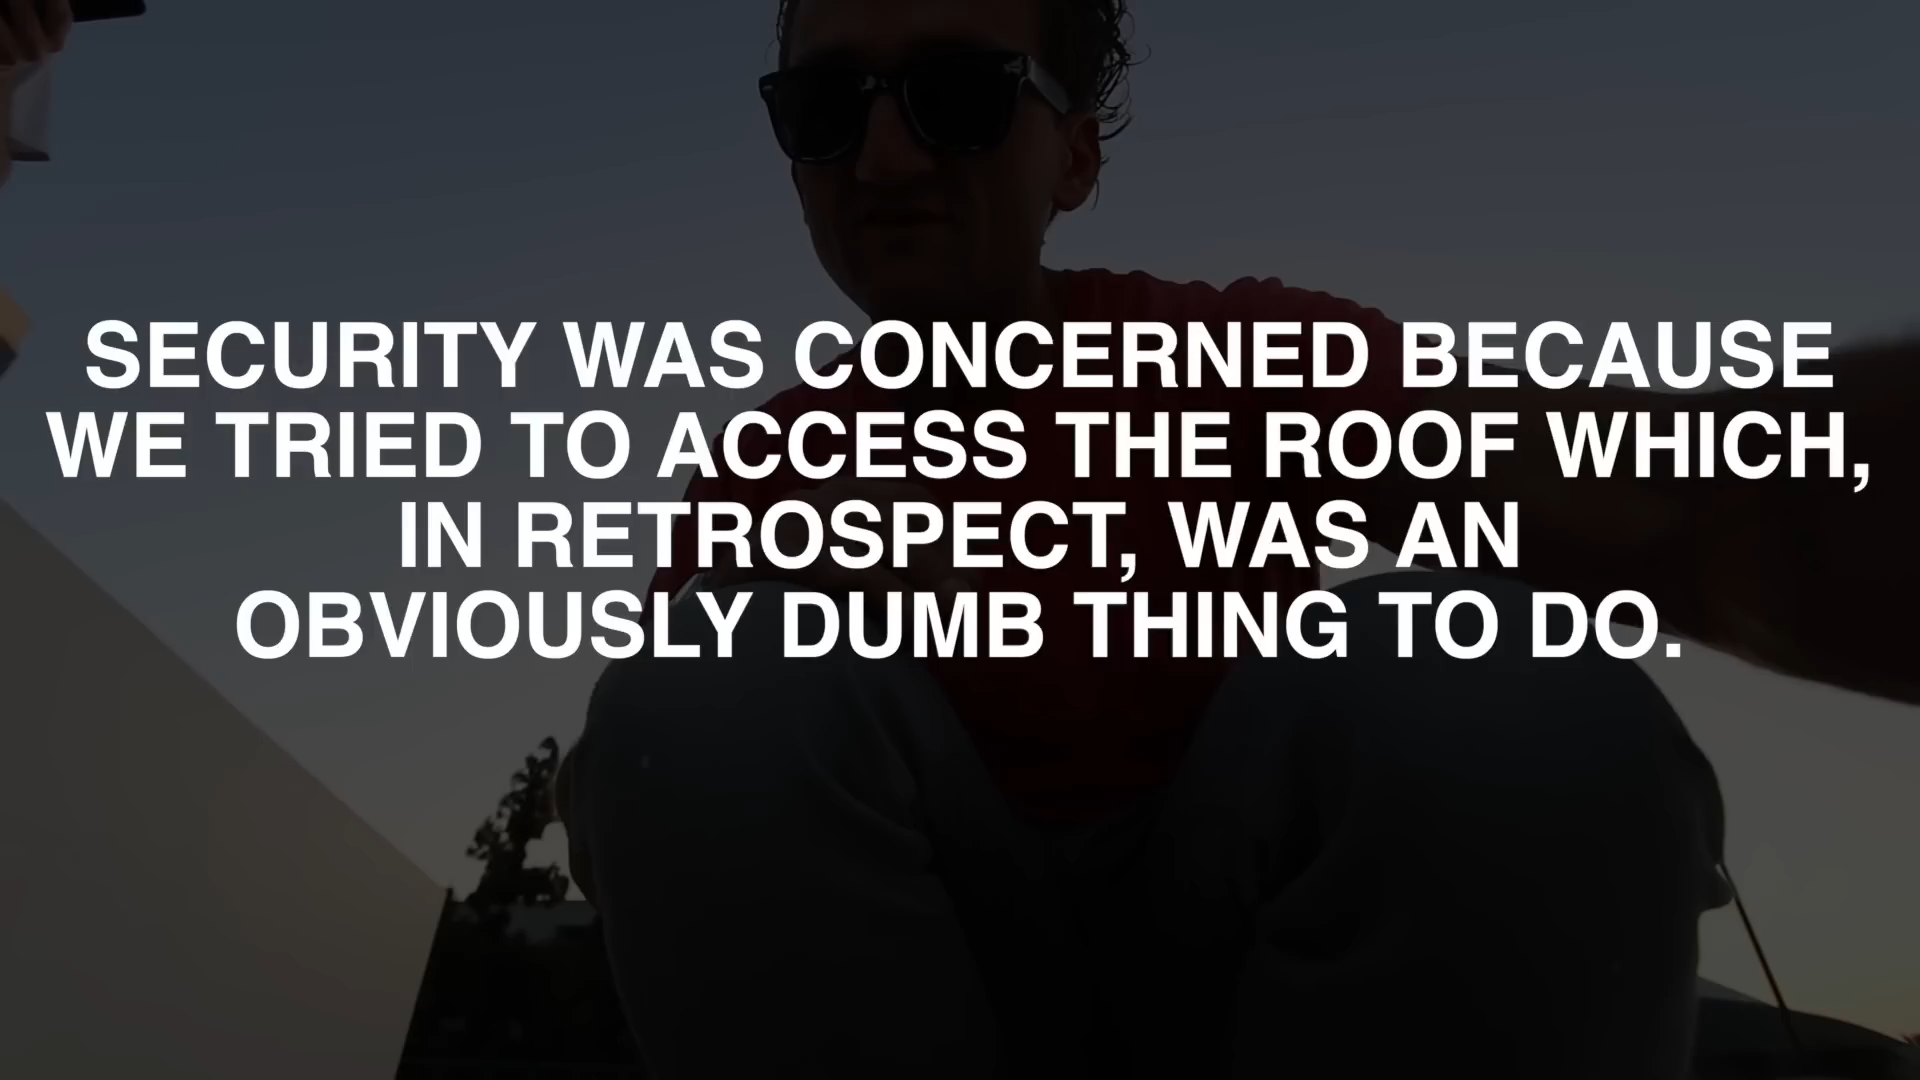 SECURITY WAS CONCERNED BECAUSE
WE TRIED TO ACCESS THE ROOF WHICH,
IN RETROSPECT, WAS AN
OBVIOUSLY DUMB THING TO DO.